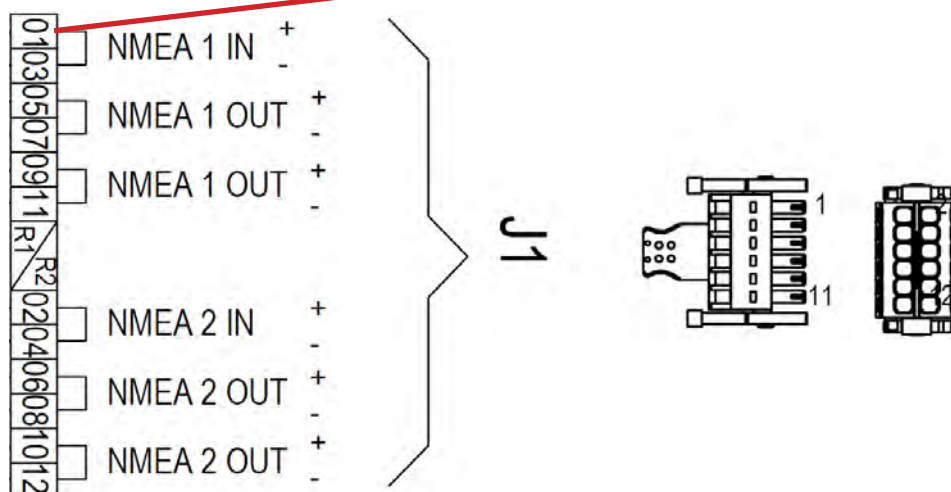 01 NMEA 1 IN +
03 -
05 NMEA 1 OUT +
07 -
09 NMEA 1 OUT +
11 -
R1
R2
02 NMEA 2 IN +
04 -
06 NMEA 2 OUT +
08 -
10 NMEA 2 OUT +
12 -
J1
1
11